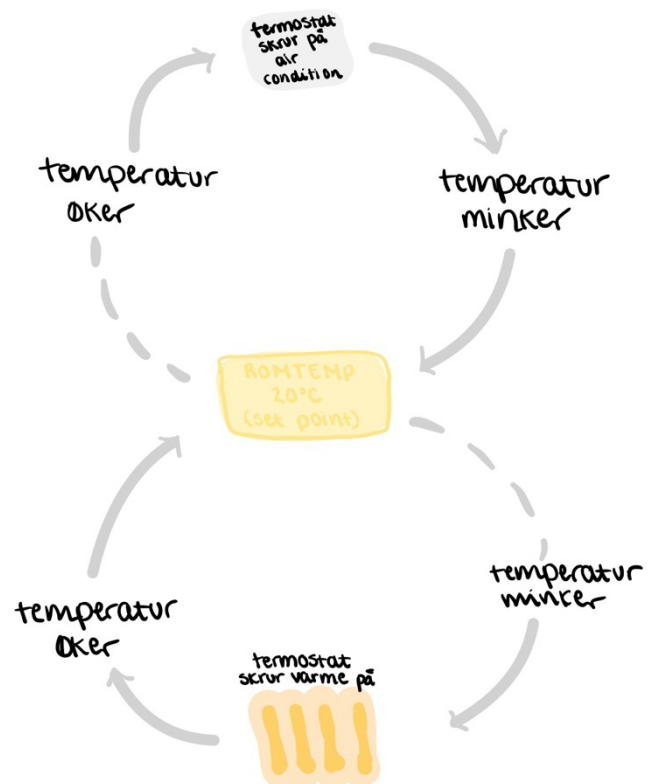 termostat
skrur på
air
condition
temperatur
øker
temperatur
minker
ROMTEMP
20°C
(set point)
temperatur
minker
temperatur
øker
termostat
skrur varme på